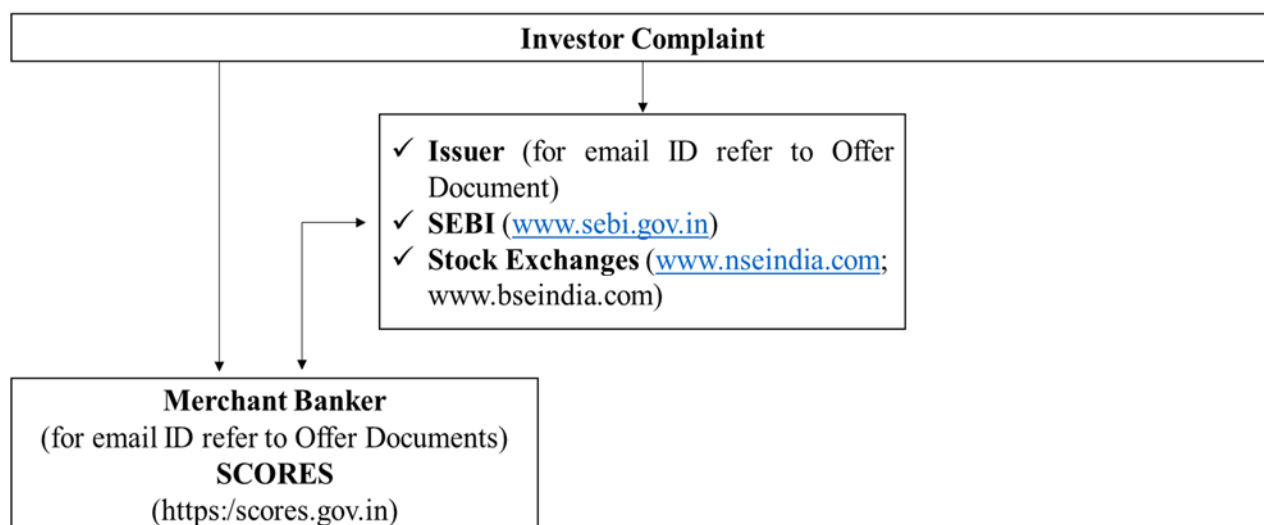 Investor Complaint
✓ Issuer (for email ID refer to Offer
Document)
✓ SEBI (www.sebi.gov.in)
✓ Stock Exchanges (www.nseindia.com;
www.bseindia.com)
Merchant Banker
(for email ID refer to Offer Documents)
SCORES
(https:/scores.gov.in)